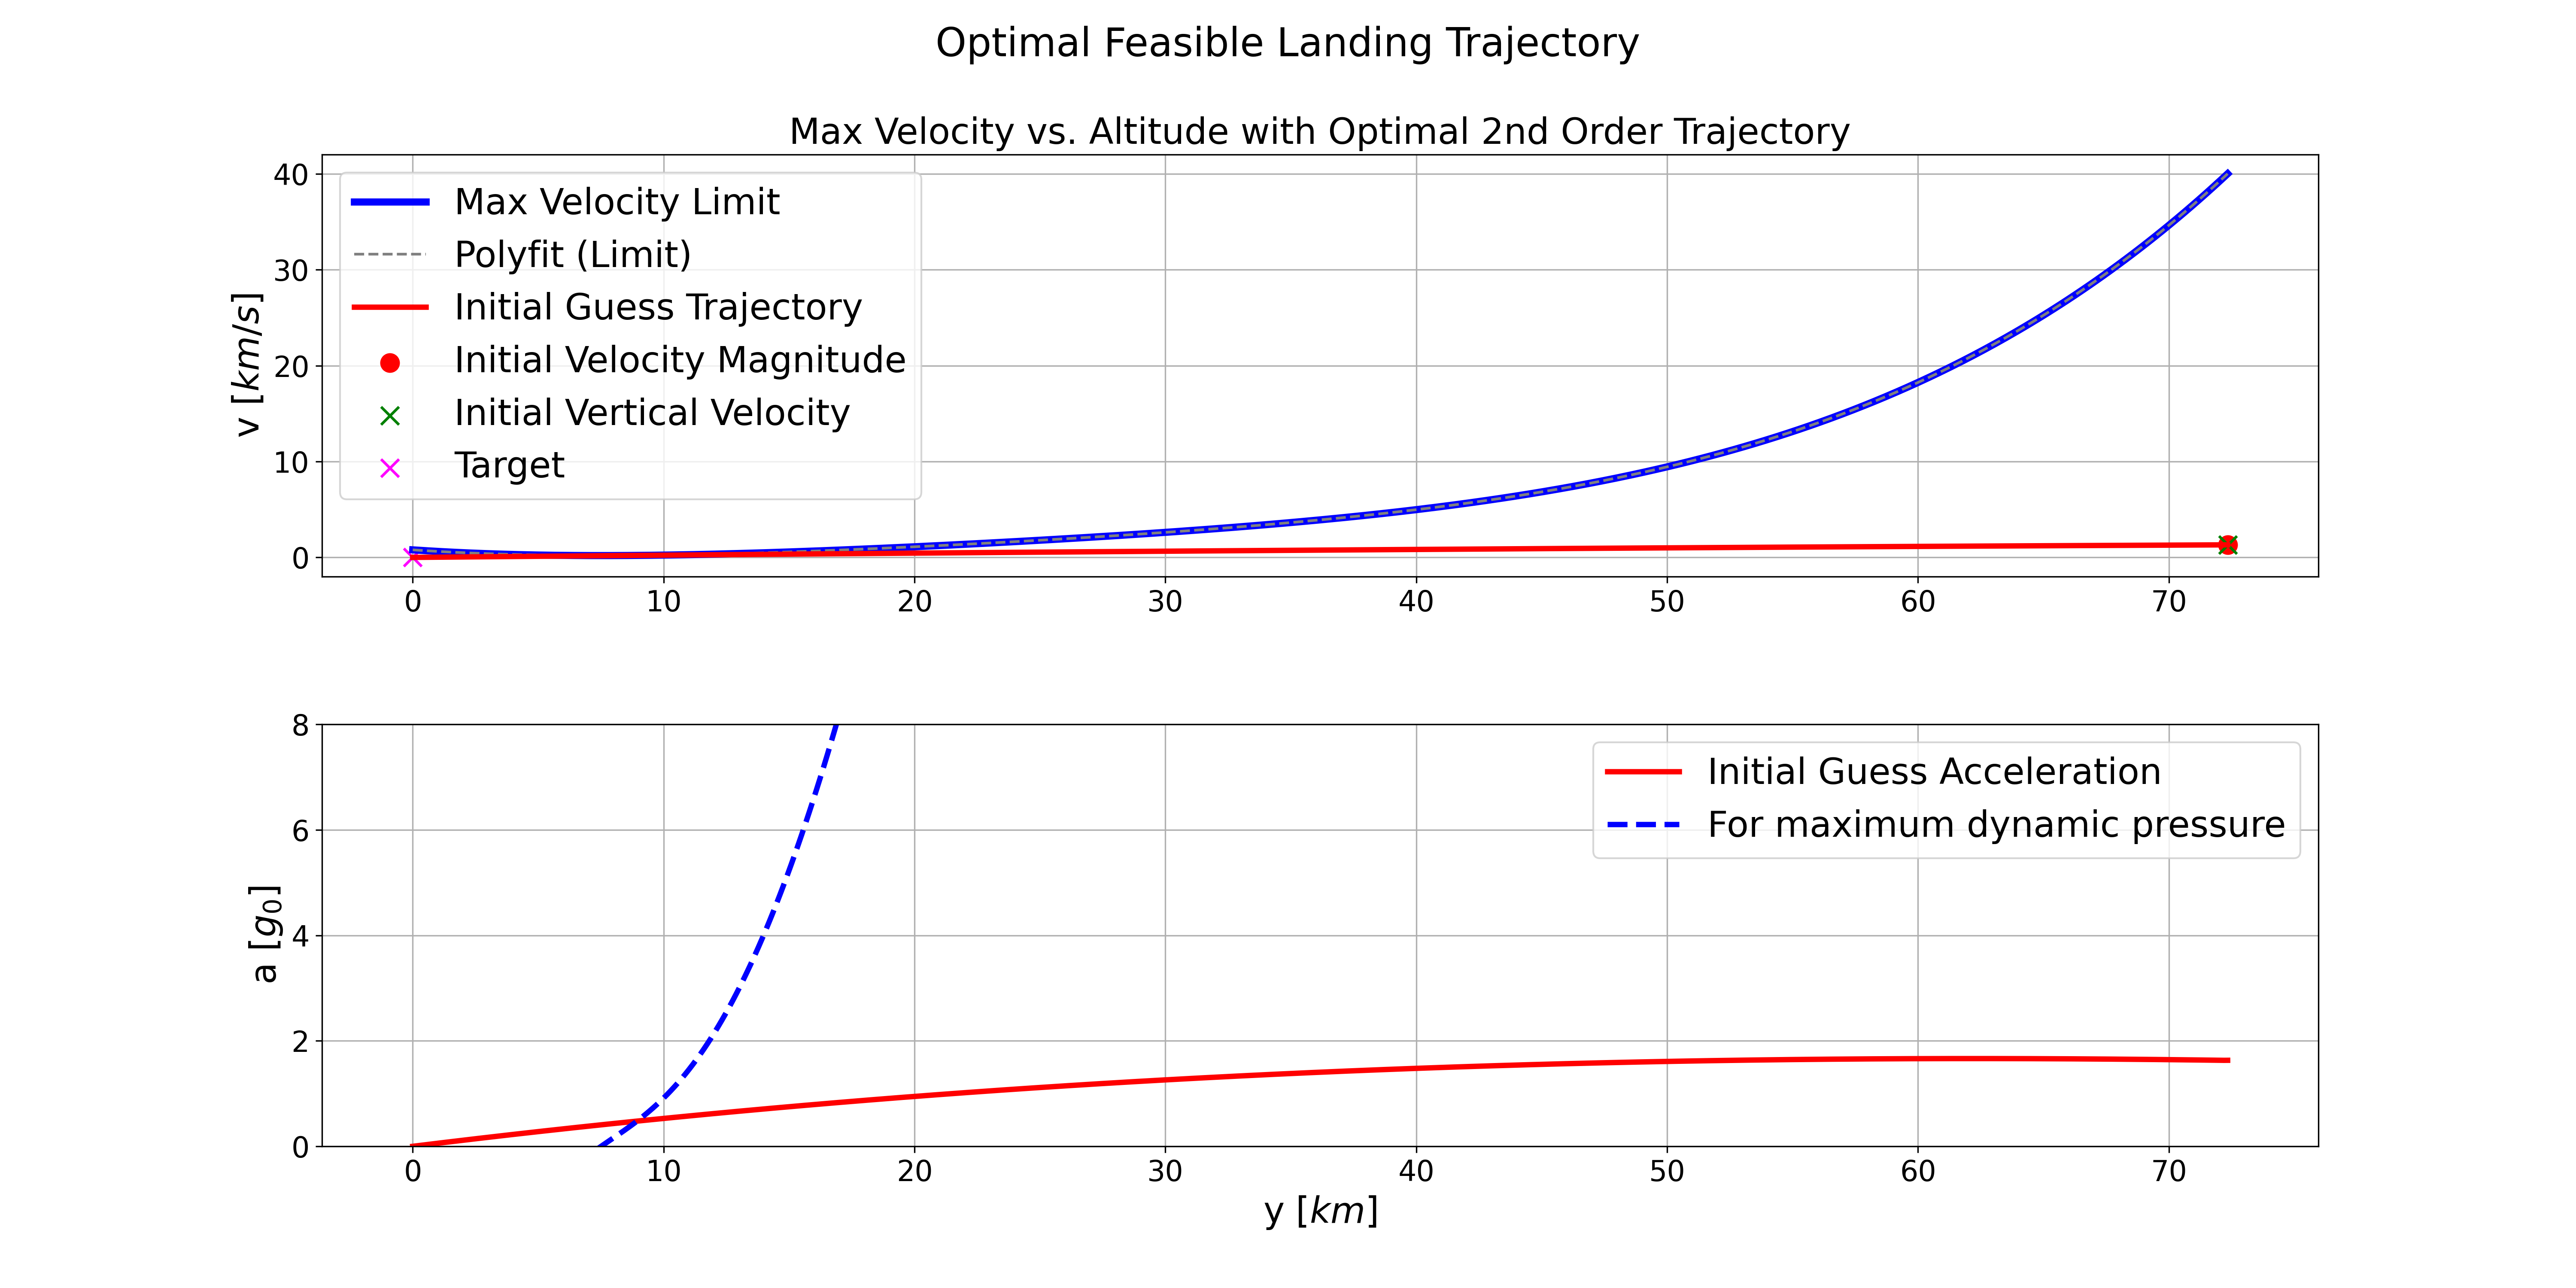 Optimal Feasible Landing Trajectory
Max Velocity vs. Altitude with Optimal 2nd Order Trajectory
v [km/s]
40
30
20
10
0
Max Velocity Limit
Polyfit (Limit)
Initial Guess Trajectory
Initial Velocity Magnitude
Initial Vertical Velocity
Target
0 10 20 30 40 50 60 70
a [g0]
8
6
4
2
0
Initial Guess Acceleration
For maximum dynamic pressure
0 10 20 30 40 50 60 70
y [km]